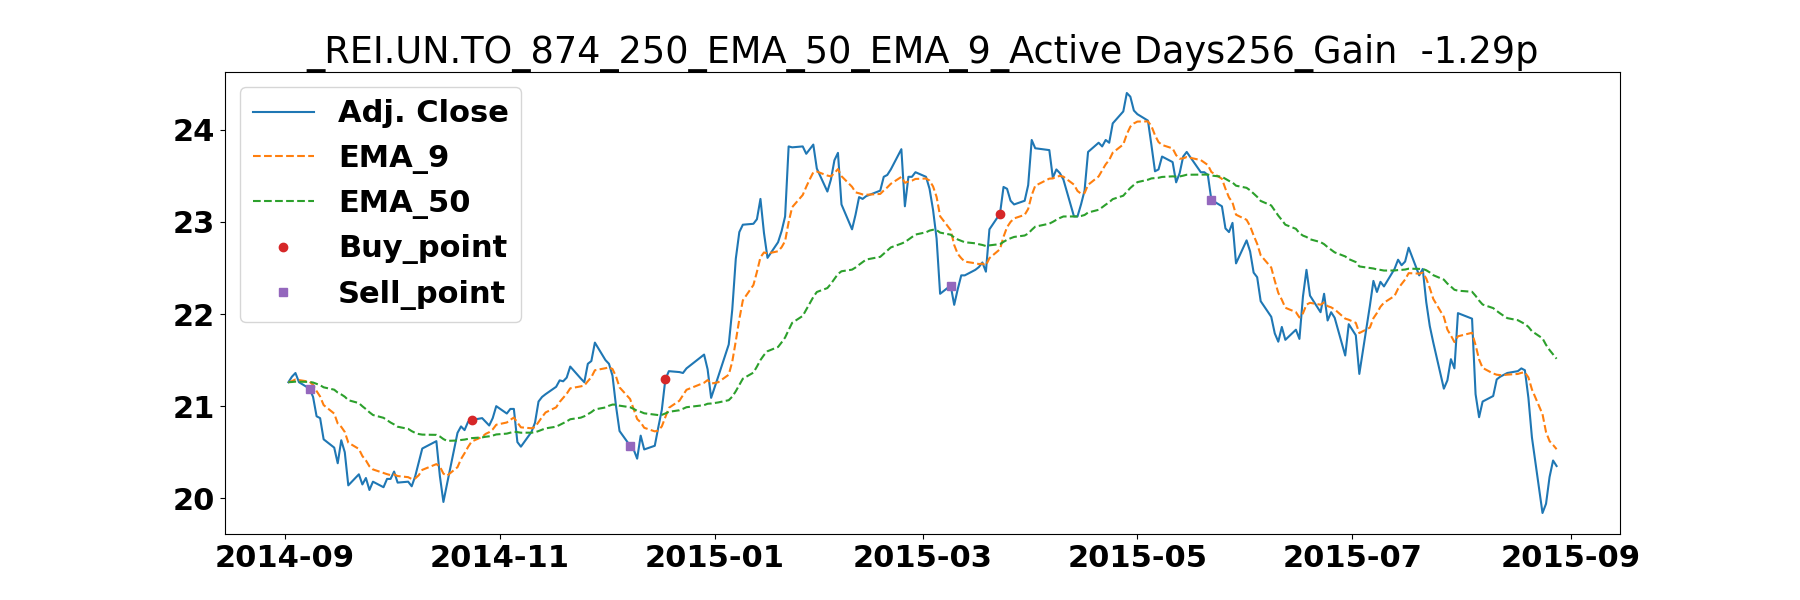 _REI.UN.TO_874_250_EMA_50_EMA_9_Active Days256_Gain  -1.29p
Adj. Close
EMA_9
EMA_50
Buy_point
Sell_point
24
23
22
21
20
2014-09 2014-11 2015-01 2015-03 2015-05 2015-07 2015-09